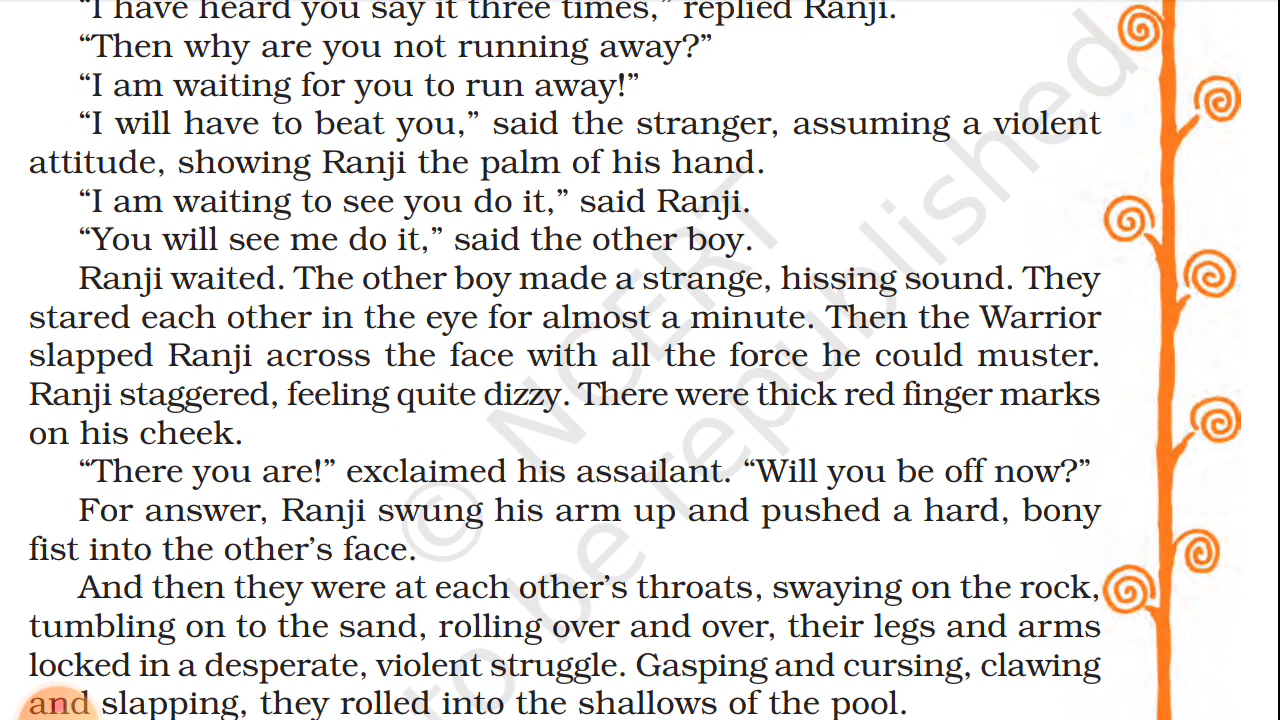 “I have heard you say it three times,” replied Ranji.
“Then why are you not running away?”
“I am waiting for you to run away!”
“I will have to beat you,” said the stranger, assuming a violent
attitude, showing Ranji the palm of his hand.
“I am waiting to see you do it,” said Ranji.
“You will see me do it,” said the other boy.
Ranji waited. The other boy made a strange, hissing sound. They
stared each other in the eye for almost a minute. Then the Warrior
slapped Ranji across the face with all the force he could muster.
Ranji staggered, feeling quite dizzy. There were thick red finger marks
on his cheek.
“There you are!” exclaimed his assailant. “Will you be off now?”
For answer, Ranji swung his arm up and pushed a hard, bony
fist into the other’s face.
And then they were at each other’s throats, swaying on the rock,
tumbling on to the sand, rolling over and over, their legs and arms
locked in a desperate, violent struggle. Gasping and cursing, clawing
and slapping, they rolled into the shallows of the pool.
© NCERT
to be republished